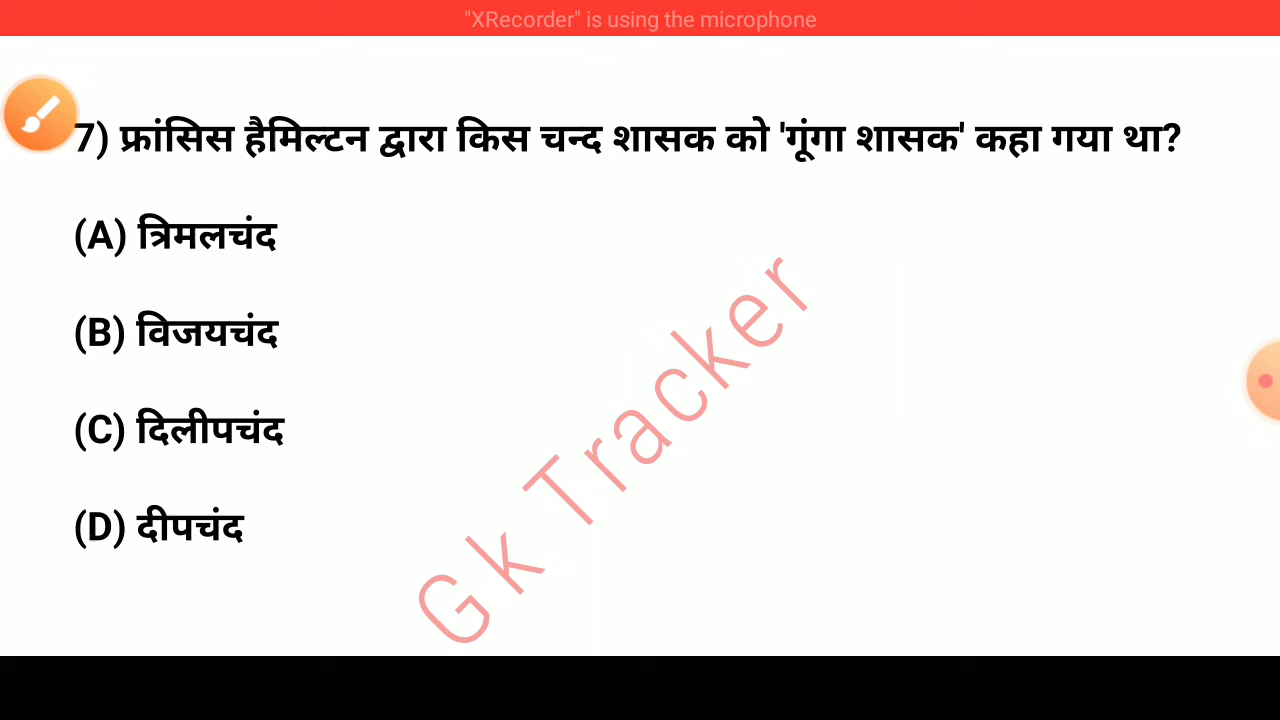 "XRecorder" is using the microphone
7) फ्रांसिस हैमिल्टन द्वारा किस चन्द शासक को 'गूंगा शासक' कहा गया था?
(A) त्रिमलचंद
(B) विजयचंद
(C) दिलीपचंद
(D) दीपचंद
Gk Tracker